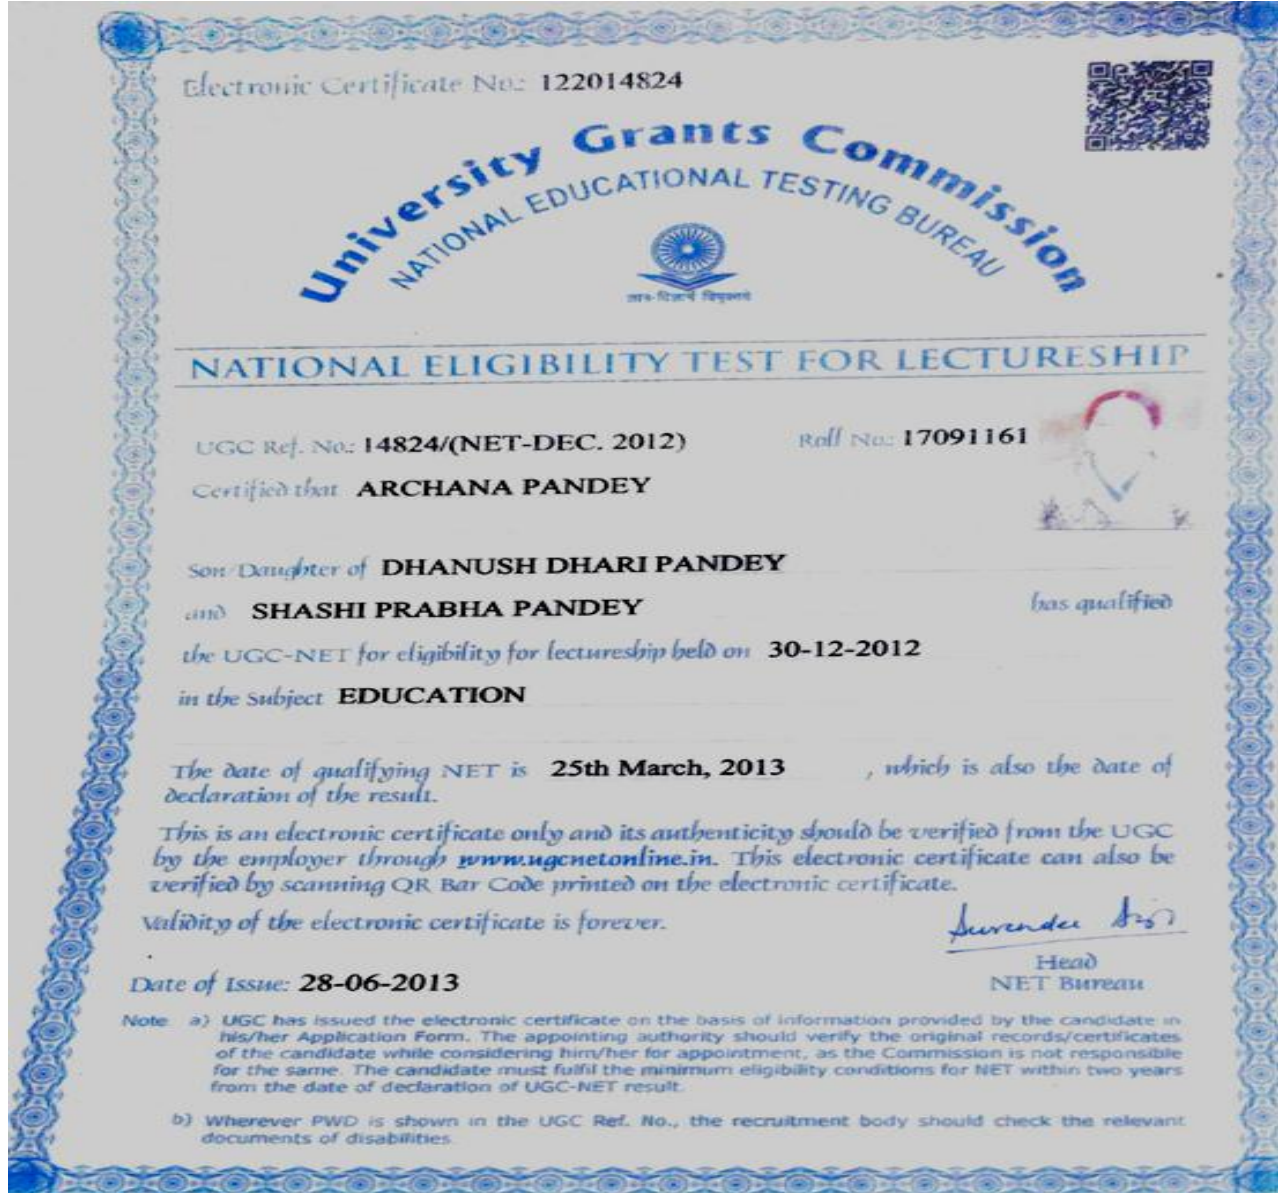 Electronic Certificate No.: 122014824
University Grants Commission
NATIONAL EDUCATIONAL TESTING BUREAU
NATIONAL ELIGIBILITY TEST FOR LECTURESHIP
UGC Ref. No.: 14824/(NET-DEC. 2012) Roll No.: 17091161
Certified that ARCHANA PANDEY
Son/Daughter of DHANUSH DHARI PANDEY
and SHASHI PRABHA PANDEY has qualified
the UGC-NET for eligibility for lectureship held on 30-12-2012
in the Subject EDUCATION
The date of qualifying NET is 25th March, 2013 , which is also the date of
declaration of the result.
This is an electronic certificate only and its authenticity should be verified from the UGC
by the employer through www.ugcnetonline.in. This electronic certificate can also be
verified by scanning QR Bar Code printed on the electronic certificate.
Validity of the electronic certificate is forever.
Surender
Head
Date of Issue: 28-06-2013 NET Bureau
Note: a) UGC has issued the electronic certificate on the basis of information provided by the candidate in
his/her Application Form. The appointing authority should verify the original records/certificates
of the candidate while considering him/her for appointment, as the Commission is not responsible
for the same. The candidate must fulfil the minimum eligibility conditions for NET within two years
from the date of declaration of UGC-NET result.
b) Wherever PWD is shown in the UGC Ref. No., the recruitment body should check the relevant
documents of disabilities.